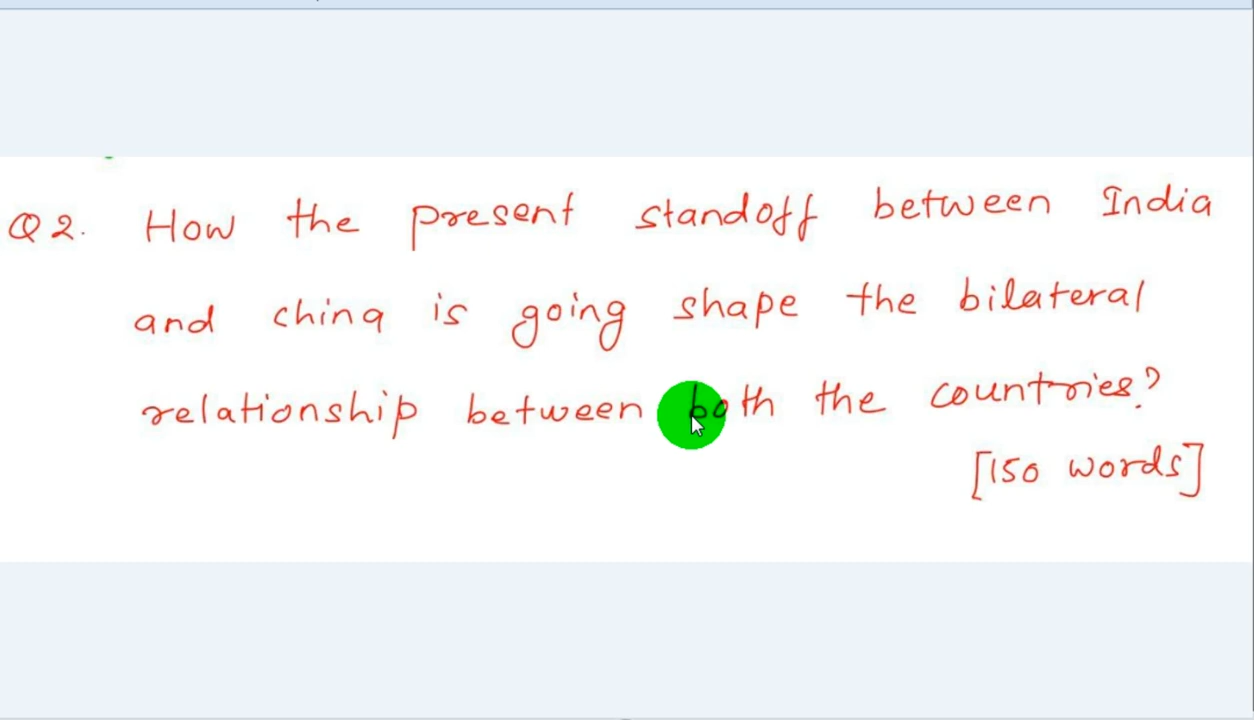 Q2. How the present standoff between India
and china is going shape the bilateral
relationship between both the countries?
[150 words]